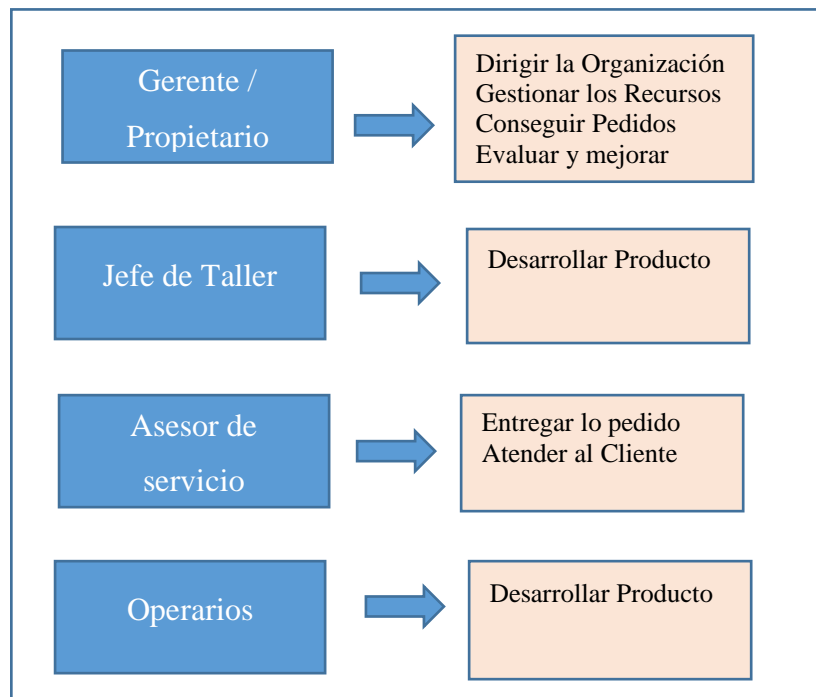 Gerente /
Propietario
Dirigir la Organización
Gestionar los Recursos
Conseguir Pedidos
Evaluar y mejorar
Jefe de Taller
Desarrollar Producto
Asesor de
servicio
Entregar lo pedido
Atender al Cliente
Operarios
Desarrollar Producto